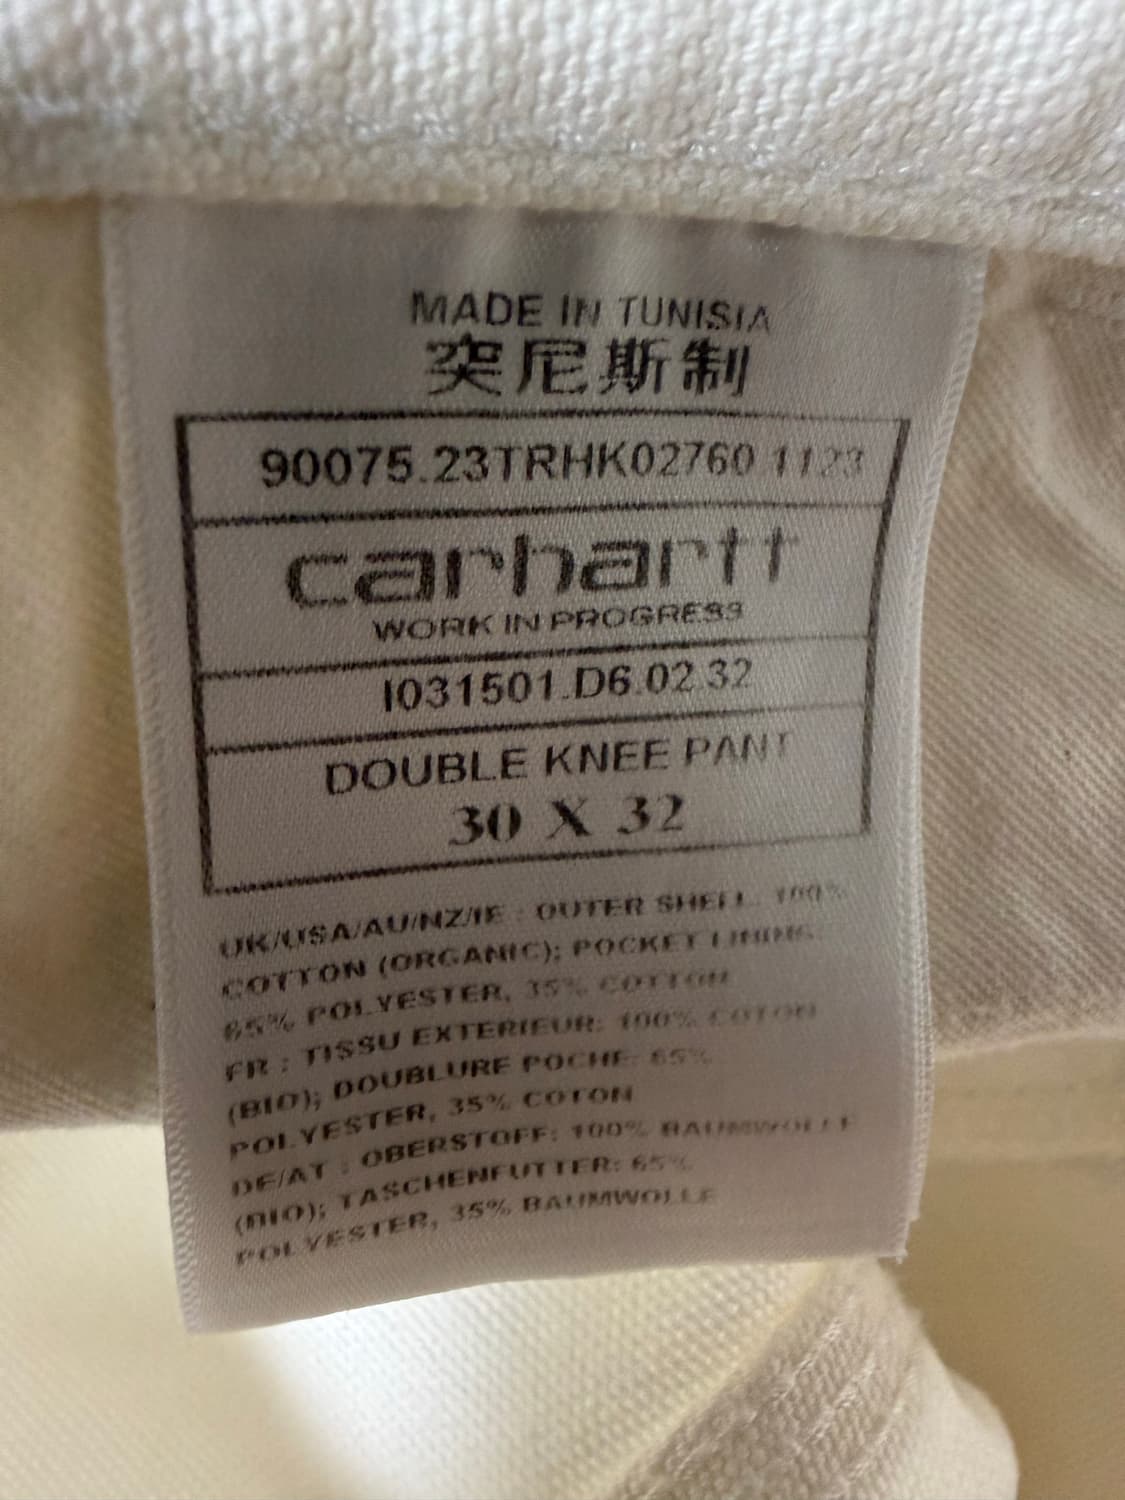 MADE IN TUNISIA
突尼斯制
90075.23TRHK02760 1123
carhartt
WORK IN PROGRESS
I031501.D6.02.32
DOUBLE KNEE PANT
30 X 32
UK/USA/AU/NZ/IE : OUTER SHELL: 100%
COTTON (ORGANIC); POCKET LINING:
65% POLYESTER, 35% COTTON
FR : TISSU EXTERIEUR: 100% COTON
(BIO); DOUBLURE POCHE: 65%
POLYESTER, 35% COTON
DE/AT : OBERSTOFF: 100% BAUMWOLLE
(BIO); TASCHENFUTTER: 65%
POLYESTER, 35% BAUMWOLLE